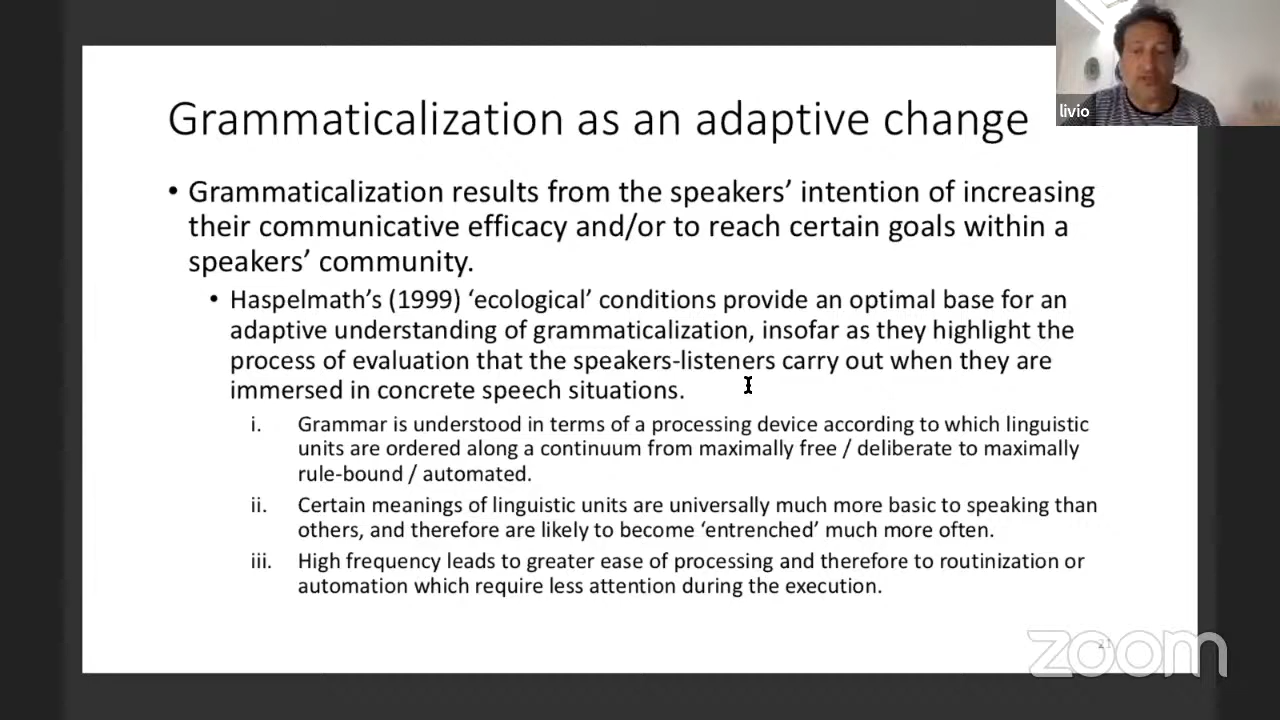 Grammaticalization as an adaptive change
livio
• Grammaticalization results from the speakers’ intention of increasing
their communicative efficacy and/or to reach certain goals within a
speakers’ community.
• Haspelmath’s (1999) ‘ecological’ conditions provide an optimal base for an
adaptive understanding of grammaticalization, insofar as they highlight the
process of evaluation that the speakers-listeners carry out when they are
immersed in concrete speech situations.
i. Grammar is understood in terms of a processing device according to which linguistic
units are ordered along a continuum from maximally free / deliberate to maximally
rule-bound / automated.
ii. Certain meanings of linguistic units are universally much more basic to speaking than
others, and therefore are likely to become ‘entrenched’ much more often.
iii. High frequency leads to greater ease of processing and therefore to routinization or
automation which require less attention during the execution.
21
zoom